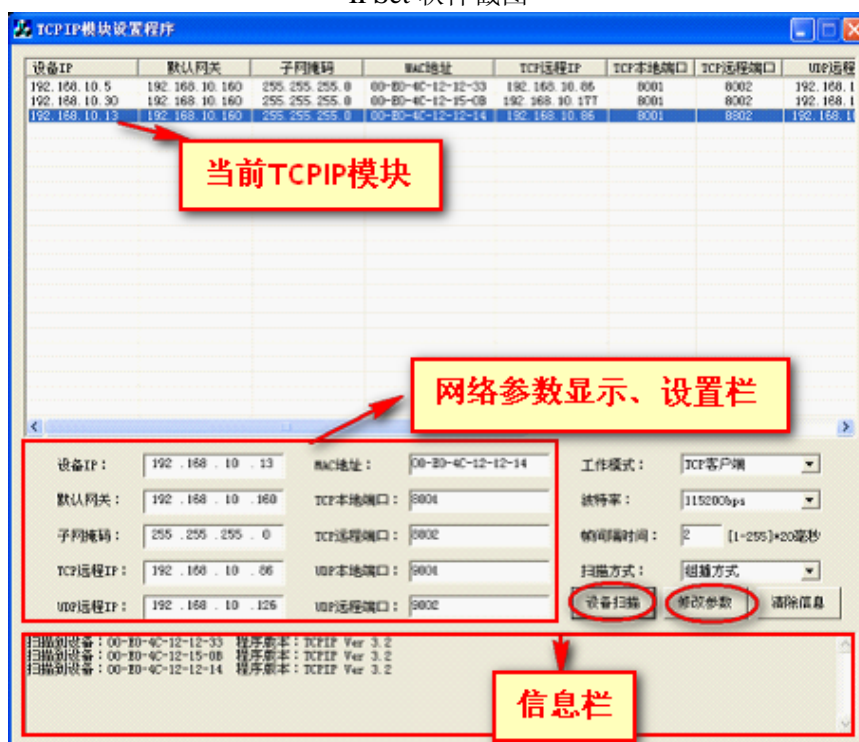 TCPIP模块设置程序
设备IP 默认网关 子网掩码 MAC地址 TCP远程IP TCP本地端口 TCP远程端口 UDP远程
192.168.10.5 192.168.10.160 255.255.255.0 00-E0-4C-12-12-33 192.168.10.86 8001 8002 192.168.1
192.168.10.30 192.168.10.160 255.255.255.0 00-E0-4C-12-15-0B 192.168.10.177 8001 8002 192.168.1
192.168.10.13 192.168.10.160 255.255.255.0 00-E0-4C-12-12-14 192.168.10.86 8001 8802 192.168.1
当前TCPIP模块
网络参数显示、设置栏
设备IP： 192 .168 . 10 . 13 MAC地址： 00-E0-4C-12-12-14 工作模式： TCP客户端
默认网关： 192 .168 . 10 .160 TCP本地端口： 8001 波特率： 115200bps
子网掩码： 255 .255 .255 . 0 TCP远程端口： 8802 帧间隔时间： 2 [1-255]*20毫秒
TCP远程IP： 192 .168 . 10 . 86 UDP本地端口： 9001 扫描方式： 组播方式
UDP远程IP： 192 .168 . 10 .126 UDP远程端口： 9002 设备扫描 修改参数 清除信息
扫描到设备：00-E0-4C-12-12-33 程序版本：TCPIP Ver 3.2
扫描到设备：00-E0-4C-12-15-0B 程序版本：TCPIP Ver 3.2
扫描到设备：00-E0-4C-12-12-14 程序版本：TCPIP Ver 3.2
信息栏